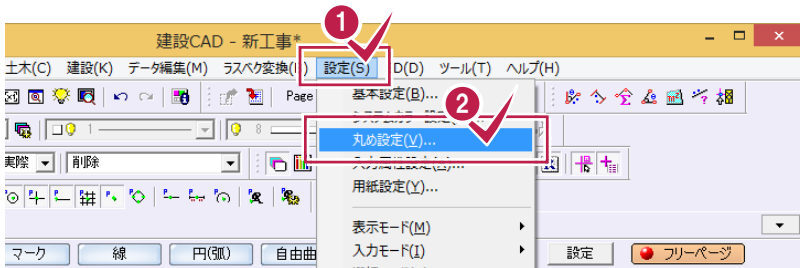 1
建設CAD - 新工事*
土木(C) 建設(K) データ編集(M) ラスベク変換( 設定(S) D(D) ツール(T) ヘルプ(H)
Page
基本設定(B)...
2
1
8
丸め設定(V)...
実際 削除
用紙設定(Y)...
表示モード(M)
マーク 線 円(弧) 自由曲 入力モード(I) 設定 フリーページ